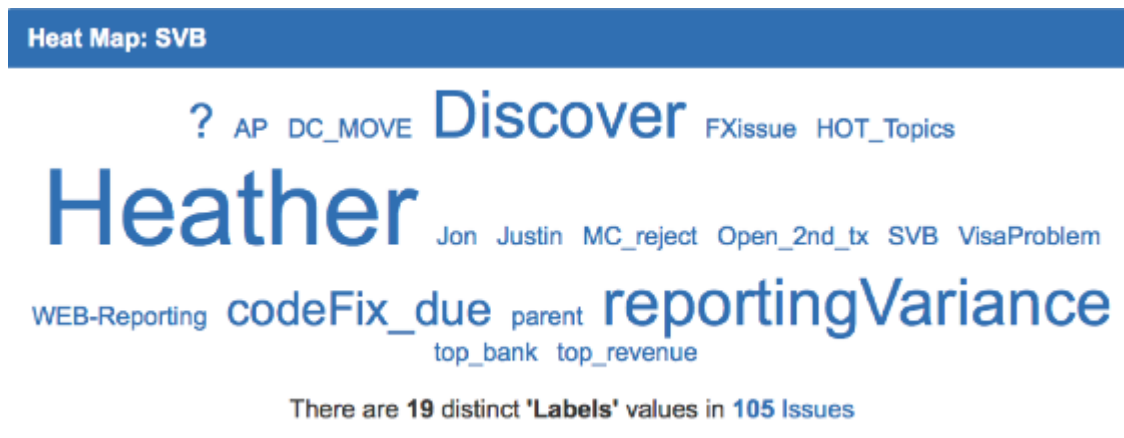 Heat Map: SVB
? AP DC_MOVE Discover FXissue HOT_Topics
Heather Jon Justin MC_reject Open_2nd_tx SVB VisaProblem
WEB-Reporting codeFix_due parent reportingVariance
top_bank top_revenue
There are 19 distinct 'Labels' values in 105 Issues